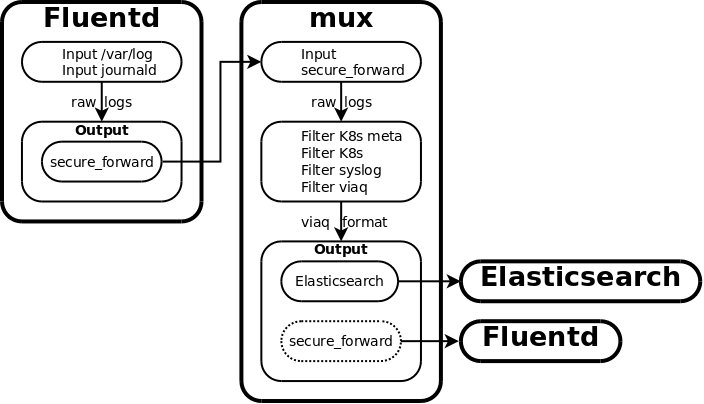 Fluentd
Input /var/log
Input journald
raw logs
Output
secure_forward
mux
Input
secure_forward
raw logs
Filter K8s meta
Filter K8s
Filter syslog
Filter viaq
viaq format
Output
Elasticsearch
secure_forward
Elasticsearch
Fluentd